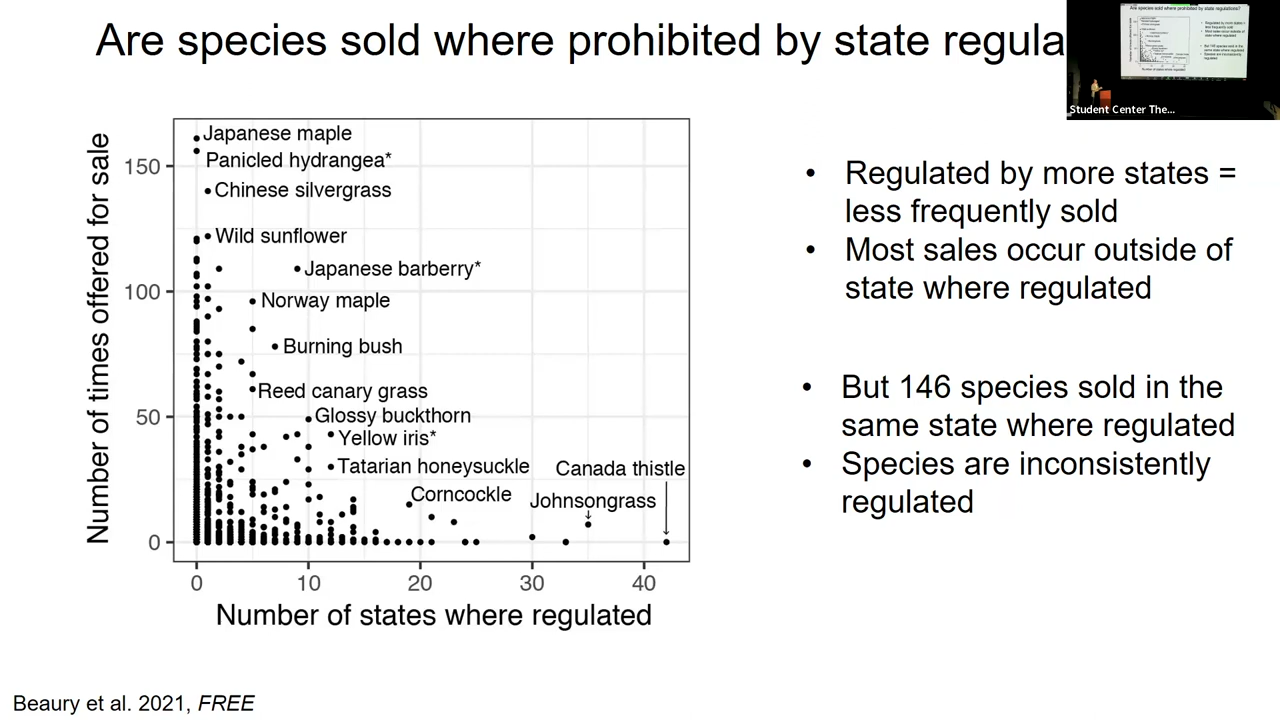 Are species sold where prohibited by state regula
Student Center The...
Number of times offered for sale
150
100
50
0
Japanese maple
Panicled hydrangea*
Chinese silvergrass
Wild sunflower
Japanese barberry*
Norway maple
Burning bush
Reed canary grass
Glossy buckthorn
Yellow iris*
Tatarian honeysuckle
Canada thistle
Corncockle
Johnsongrass
0 10 20 30 40
Number of states where regulated
• Regulated by more states =
less frequently sold
• Most sales occur outside of
state where regulated
• But 146 species sold in the
same state where regulated
• Species are inconsistently
regulated
Beaury et al. 2021, FREE